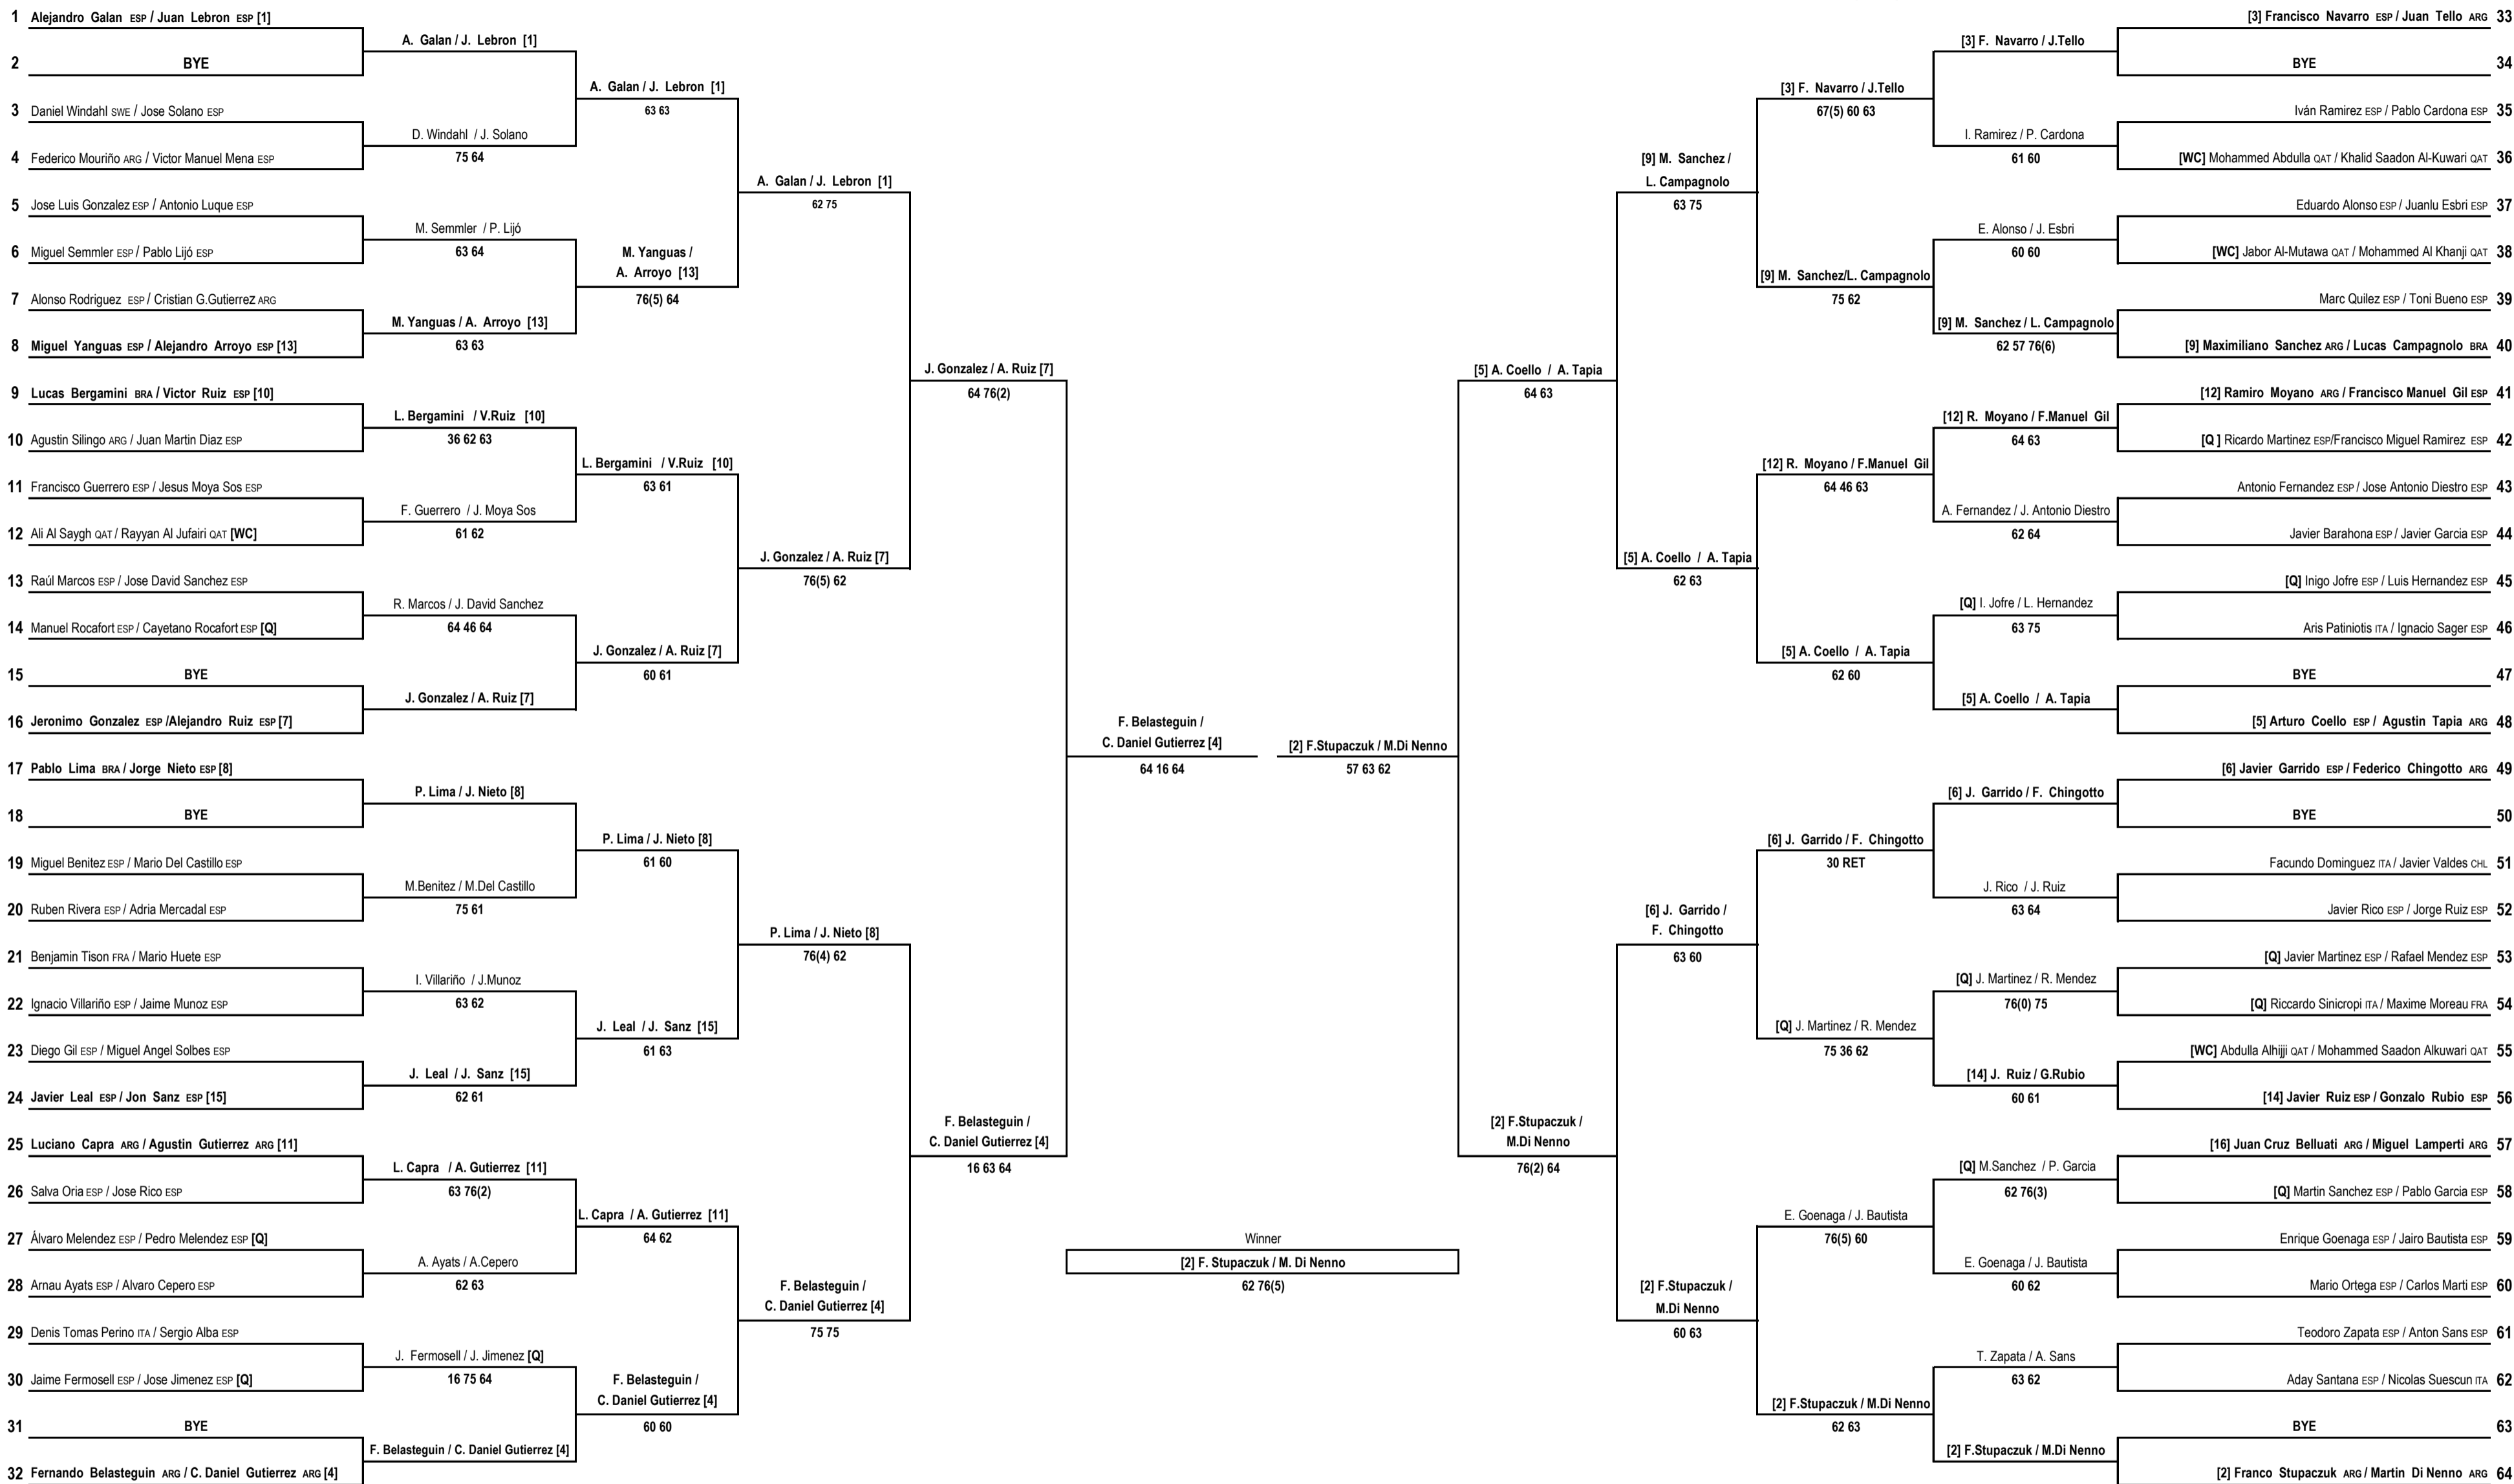 1 Alejandro Galan ESP / Juan Lebron ESP [1]
2 BYE
3 Daniel Windahl SWE / Jose Solano ESP
4 Federico Mouriño ARG / Victor Manuel Mena ESP
5 Jose Luis Gonzalez ESP / Antonio Luque ESP
6 Miguel Semmler ESP / Pablo Lijó ESP
7 Alonso Rodriguez ESP / Cristian G.Gutierrez ARG
8 Miguel Yanguas ESP / Alejandro Arroyo ESP [13]
9 Lucas Bergamini BRA / Victor Ruiz ESP [10]
10 Agustin Silingo ARG / Juan Martin Diaz ESP
11 Francisco Guerrero ESP / Jesus Moya Sos ESP
12 Ali Al Saygh QAT / Rayyan Al Jufairi QAT [WC]
13 Raúl Marcos ESP / Jose David Sanchez ESP
14 Manuel Rocafort ESP / Cayetano Rocafort ESP [Q]
15 BYE
16 Jeronimo Gonzalez ESP /Alejandro Ruiz ESP [7]
17 Pablo Lima BRA / Jorge Nieto ESP [8]
18 BYE
19 Miguel Benitez ESP / Mario Del Castillo ESP
20 Ruben Rivera ESP / Adria Mercadal ESP
21 Benjamin Tison FRA / Mario Huete ESP
22 Ignacio Villariño ESP / Jaime Munoz ESP
23 Diego Gil ESP / Miguel Angel Solbes ESP
24 Javier Leal ESP / Jon Sanz ESP [15]
25 Luciano Capra ARG / Agustin Gutierrez ARG [11]
26 Salva Oria ESP / Jose Rico ESP
27 Álvaro Melendez ESP / Pedro Melendez ESP [Q]
28 Arnau Ayats ESP / Alvaro Cepero ESP
29 Denis Tomas Perino ITA / Sergio Alba ESP
30 Jaime Fermosell ESP / Jose Jimenez ESP [Q]
31 BYE
32 Fernando Belasteguin ARG / C. Daniel Gutierrez ARG [4]
A. Galan / J. Lebron [1]
D. Windahl / J. Solano
75 64
M. Semmler / P. Lijó
63 64
M. Yanguas / A. Arroyo [13]
63 63
L. Bergamini / V.Ruiz [10]
36 62 63
F. Guerrero / J. Moya Sos
61 62
R. Marcos / J. David Sanchez
64 46 64
J. Gonzalez / A. Ruiz [7]
P. Lima / J. Nieto [8]
M.Benitez / M.Del Castillo
75 61
I. Villariño / J.Munoz
63 62
J. Leal / J. Sanz [15]
62 61
L. Capra / A. Gutierrez [11]
63 76(2)
A. Ayats / A.Cepero
62 63
J. Fermosell / J. Jimenez [Q]
16 75 64
F. Belasteguin / C. Daniel Gutierrez [4]
A. Galan / J. Lebron [1]
63 63
M. Yanguas /
A. Arroyo [13]
76(5) 64
L. Bergamini / V.Ruiz [10]
63 61
J. Gonzalez / A. Ruiz [7]
60 61
P. Lima / J. Nieto [8]
61 60
J. Leal / J. Sanz [15]
61 63
L. Capra / A. Gutierrez [11]
64 62
F. Belasteguin /
C. Daniel Gutierrez [4]
60 60
A. Galan / J. Lebron [1]
62 75
J. Gonzalez / A. Ruiz [7]
76(5) 62
P. Lima / J. Nieto [8]
76(4) 62
F. Belasteguin /
C. Daniel Gutierrez [4]
75 75
J. Gonzalez / A. Ruiz [7]
64 76(2)
F. Belasteguin /
C. Daniel Gutierrez [4]
16 63 64
F. Belasteguin /
C. Daniel Gutierrez [4]
64 16 64
Winner
[2] F. Stupaczuk / M. Di Nenno
62 76(5)
[2] F.Stupaczuk / M.Di Nenno
57 63 62
[5] A. Coello / A. Tapia
64 63
[2] F.Stupaczuk /
M.Di Nenno
76(2) 64
[9] M. Sanchez /
L. Campagnolo
63 75
[5] A. Coello / A. Tapia
62 63
[6] J. Garrido /
F. Chingotto
63 60
[2] F.Stupaczuk /
M.Di Nenno
60 63
[3] F. Navarro / J.Tello
67(5) 60 63
[9] M. Sanchez/L. Campagnolo
75 62
[12] R. Moyano / F.Manuel Gil
64 46 63
[5] A. Coello / A. Tapia
62 60
[6] J. Garrido / F. Chingotto
30 RET
[Q] J. Martinez / R. Mendez
75 36 62
E. Goenaga / J. Bautista
76(5) 60
[2] F.Stupaczuk / M.Di Nenno
62 63
[3] F. Navarro / J.Tello
I. Ramirez / P. Cardona
61 60
E. Alonso / J. Esbri
60 60
[9] M. Sanchez / L. Campagnolo
62 57 76(6)
[12] R. Moyano / F.Manuel Gil
64 63
A. Fernandez / J. Antonio Diestro
62 64
[Q] I. Jofre / L. Hernandez
63 75
[5] A. Coello / A. Tapia
[6] J. Garrido / F. Chingotto
J. Rico / J. Ruiz
63 64
[Q] J. Martinez / R. Mendez
76(0) 75
[14] J. Ruiz / G.Rubio
60 61
[Q] M.Sanchez / P. Garcia
62 76(3)
E. Goenaga / J. Bautista
60 62
T. Zapata / A. Sans
63 62
[2] F.Stupaczuk / M.Di Nenno
[3] Francisco Navarro ESP / Juan Tello ARG 33
BYE 34
Iván Ramirez ESP / Pablo Cardona ESP 35
[WC] Mohammed Abdulla QAT / Khalid Saadon Al-Kuwari QAT 36
Eduardo Alonso ESP / Juanlu Esbri ESP 37
[WC] Jabor Al-Mutawa QAT / Mohammed Al Khanji QAT 38
Marc Quilez ESP / Toni Bueno ESP 39
[9] Maximiliano Sanchez ARG / Lucas Campagnolo BRA 40
[12] Ramiro Moyano ARG / Francisco Manuel Gil ESP 41
[Q ] Ricardo Martinez ESP/Francisco Miguel Ramirez ESP 42
Antonio Fernandez ESP / Jose Antonio Diestro ESP 43
Javier Barahona ESP / Javier Garcia ESP 44
[Q] Inigo Jofre ESP / Luis Hernandez ESP 45
Aris Patiniotis ITA / Ignacio Sager ESP 46
BYE 47
[5] Arturo Coello ESP / Agustin Tapia ARG 48
[6] Javier Garrido ESP / Federico Chingotto ARG 49
BYE 50
Facundo Dominguez ITA / Javier Valdes CHL 51
Javier Rico ESP / Jorge Ruiz ESP 52
[Q] Javier Martinez ESP / Rafael Mendez ESP 53
[Q] Riccardo Sinicropi ITA / Maxime Moreau FRA 54
[WC] Abdulla Alhijji QAT / Mohammed Saadon Alkuwari QAT 55
[14] Javier Ruiz ESP / Gonzalo Rubio ESP 56
[16] Juan Cruz Belluati ARG / Miguel Lamperti ARG 57
[Q] Martin Sanchez ESP / Pablo Garcia ESP 58
Enrique Goenaga ESP / Jairo Bautista ESP 59
Mario Ortega ESP / Carlos Marti ESP 60
Teodoro Zapata ESP / Anton Sans ESP 61
Aday Santana ESP / Nicolas Suescun ITA 62
BYE 63
[2] Franco Stupaczuk ARG / Martin Di Nenno ARG 64